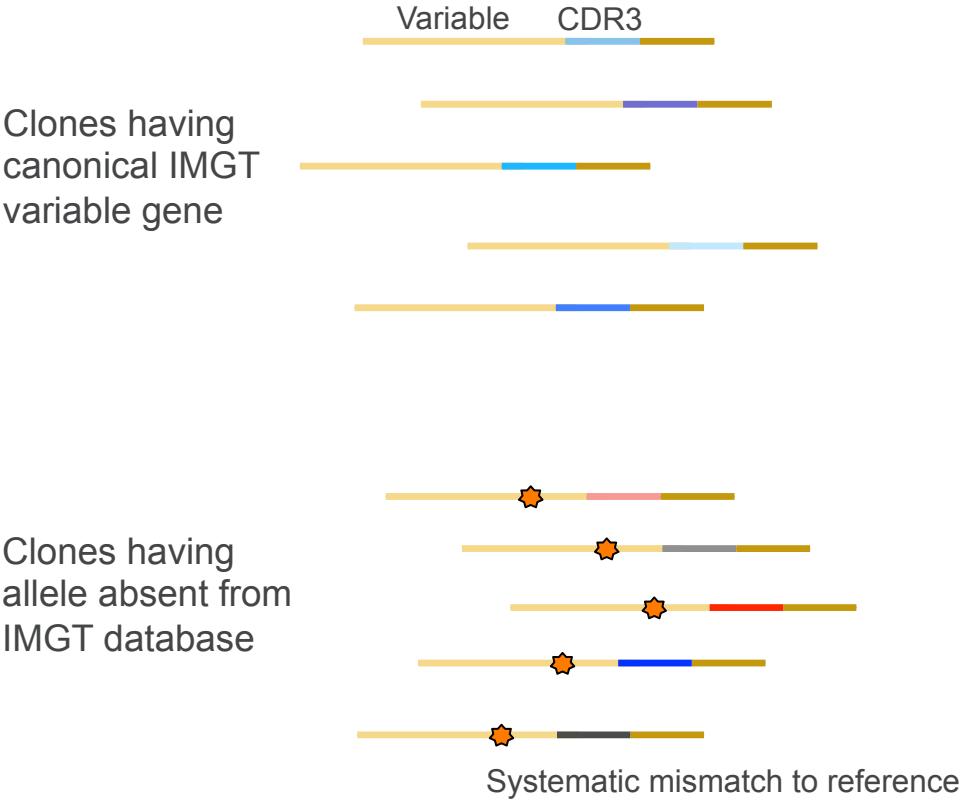 Variable CDR3
Clones having
canonical IMGT
variable gene
Clones having
allele absent from
IMGT database
Systematic mismatch to reference